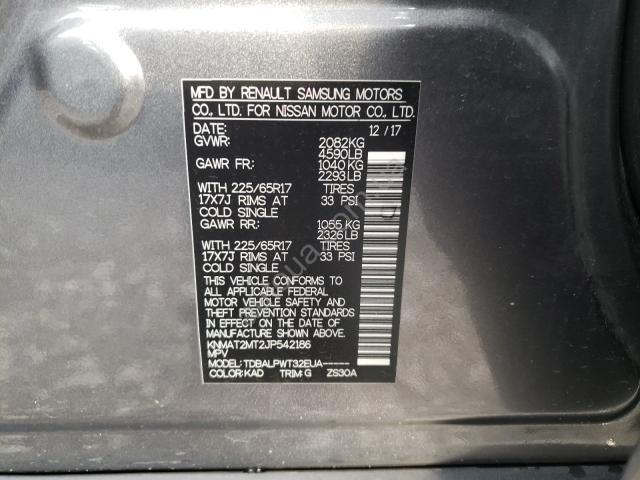 MFD BY RENAULT SAMSUNG MOTORS
CO., LTD. FOR NISSAN MOTOR CO., LTD.
DATE: 12 / 17
GVWR: 2082KG
4590LB
GAWR FR: 1040 KG
2293LB
WITH 225/65R17 TIRES
17X7J RIMS AT 33 PSI
COLD SINGLE
GAWR RR: 1055 KG
2326LB
WITH 225/65R17 TIRES
17X7J RIMS AT 33 PSI
COLD SINGLE
THIS VEHICLE CONFORMS TO
ALL APPLICABLE FEDERAL
MOTOR VEHICLE SAFETY AND
THEFT PREVENTION STANDARDS
IN EFFECT ON THE DATE OF
MANUFACTURE SHOWN ABOVE.
KNMAT2MT2JP542186
MPV
MODEL: TDBALPWT32EUA-----
COLOR: KAD TRIM: G ZS30A